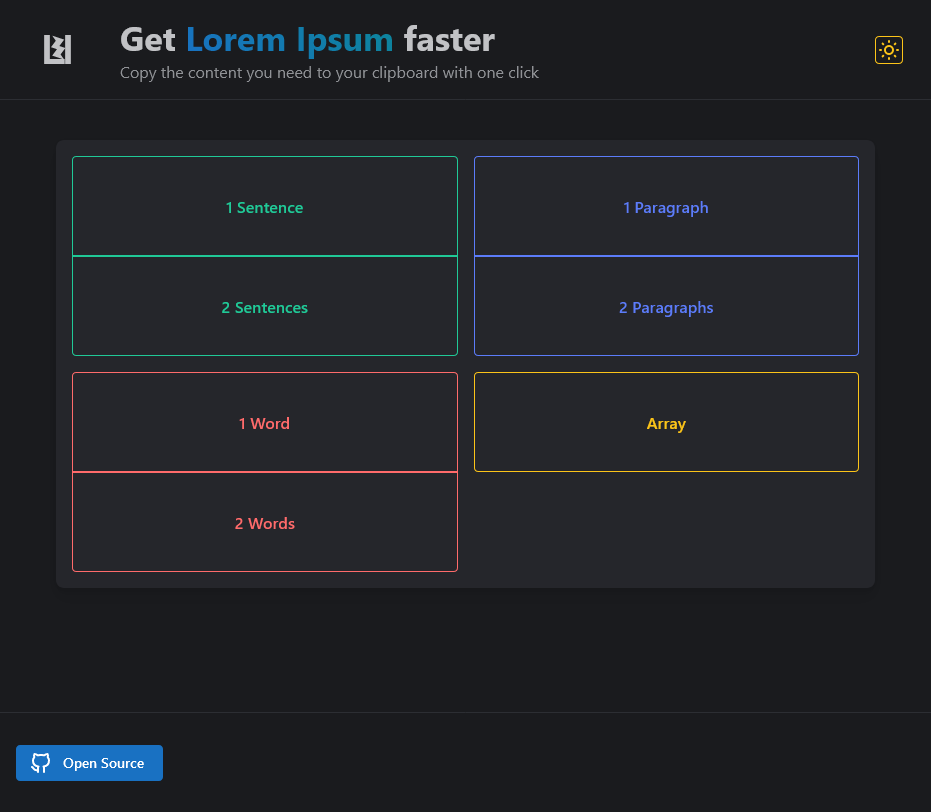 Get Lorem Ipsum faster
Copy the content you need to your clipboard with one click
1 Sentence
2 Sentences
1 Paragraph
2 Paragraphs
1 Word
2 Words
Array
Open Source